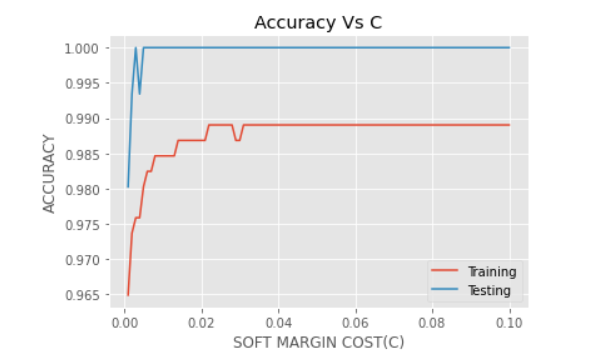 Accuracy Vs C
1.000
0.995
0.990
0.985
0.980
0.975
0.970
0.965
ACCURACY
Training
Testing
0.00 0.02 0.04 0.06 0.08 0.10
SOFT MARGIN COST(C)